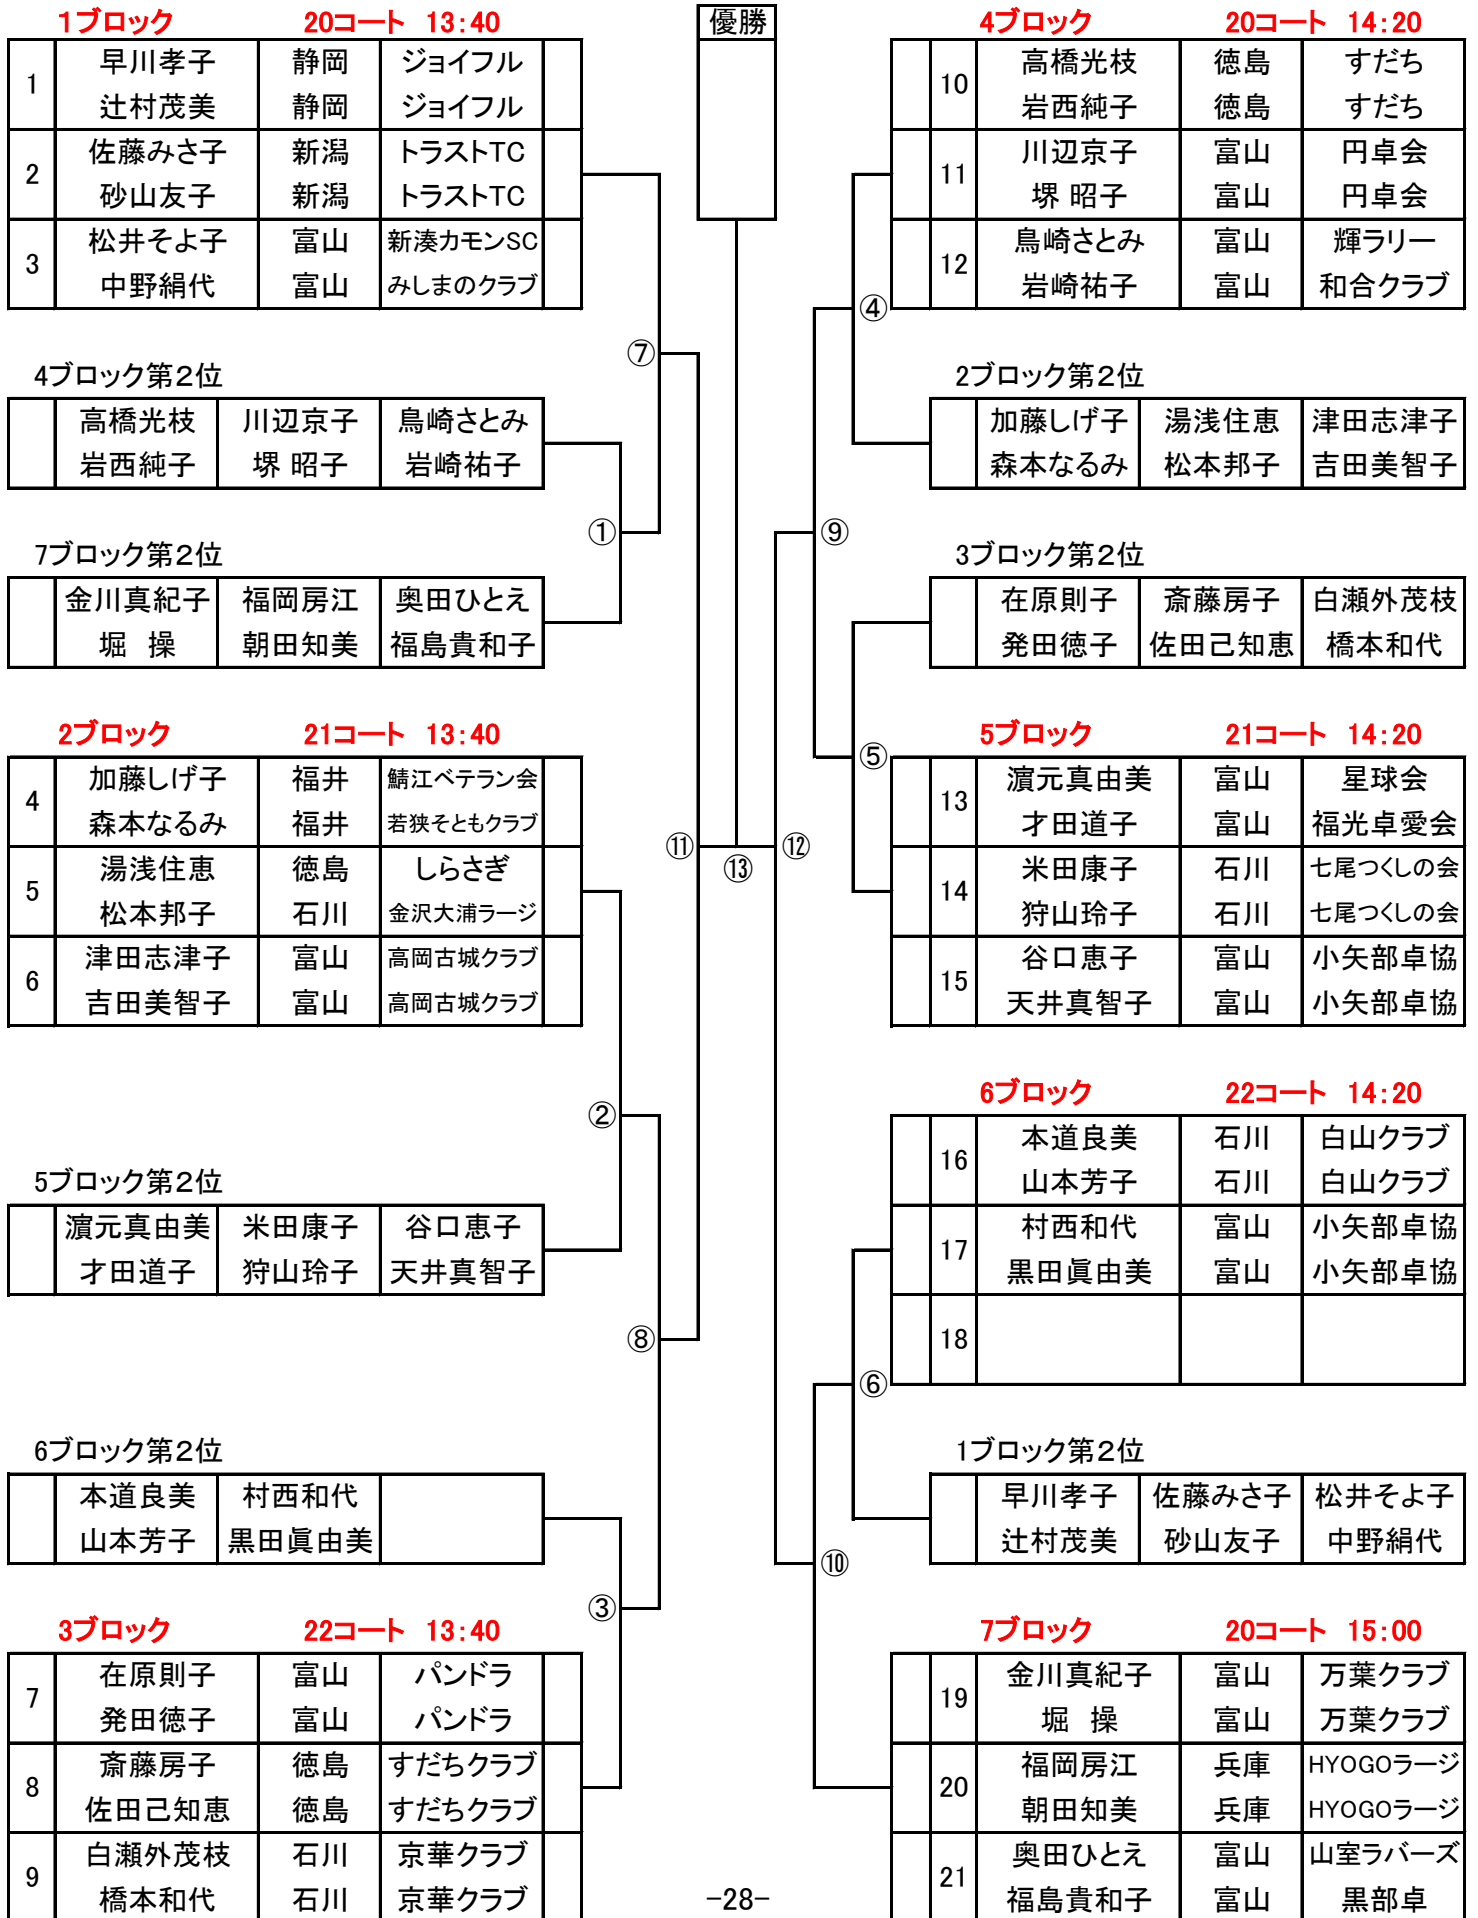 1ブロック 20コート 13:40
1 早川孝子 静岡 ジョイフル
辻村茂美 静岡 ジョイフル
2 佐藤みさ子 新潟 トラストTC
砂山友子 新潟 トラストTC
3 松井そよ子 富山 新湊カモンSC
中野絹代 富山 みしまのクラブ
4ブロック第2位
高橋光枝 川辺京子 鳥崎さとみ
岩西純子 堺 昭子 岩崎祐子
①
7ブロック第2位
金川真紀子 福岡房江 奥田ひとえ
堀 操 朝田知美 福島貴和子
⑦
2ブロック 21コート 13:40
4 加藤しげ子 福井 鯖江ベテラン会
森本なるみ 福井 若狭そともクラブ
5 湯浅住恵 徳島 しらさぎ
松本邦子 石川 金沢大浦ラージ
6 津田志津子 富山 高岡古城クラブ
吉田美智子 富山 高岡古城クラブ
②
5ブロック第2位
濵元真由美 米田康子 谷口恵子
才田道子 狩山玲子 天井真智子
⑧
6ブロック第2位
本道良美 村西和代
山本芳子 黒田眞由美
③
3ブロック 22コート 13:40
7 在原則子 富山 パンドラ
発田徳子 富山 パンドラ
8 斎藤房子 徳島 すだちクラブ
佐田己知恵 徳島 すだちクラブ
9 白瀬外茂枝 石川 京華クラブ
橋本和代 石川 京華クラブ
優勝
⑪
⑬
⑫
4ブロック 20コート 14:20
10 高橋光枝 徳島 すだち
岩西純子 徳島 すだち
11 川辺京子 富山 円卓会
堺 昭子 富山 円卓会
12 鳥崎さとみ 富山 輝ラリー
岩崎祐子 富山 和合クラブ
④
2ブロック第2位
加藤しげ子 湯浅住恵 津田志津子
森本なるみ 松本邦子 吉田美智子
⑨
3ブロック第2位
在原則子 斎藤房子 白瀬外茂枝
発田徳子 佐田己知恵 橋本和代
⑤
5ブロック 21コート 14:20
13 濵元真由美 富山 星球会
才田道子 富山 福光卓愛会
14 米田康子 石川 七尾つくしの会
狩山玲子 石川 七尾つくしの会
15 谷口恵子 富山 小矢部卓協
天井真智子 富山 小矢部卓協
6ブロック 22コート 14:20
16 本道良美 石川 白山クラブ
山本芳子 石川 白山クラブ
17 村西和代 富山 小矢部卓協
黒田眞由美 富山 小矢部卓協
18
⑥
1ブロック第2位
早川孝子 佐藤みさ子 松井そよ子
辻村茂美 砂山友子 中野絹代
⑩
7ブロック 20コート 15:00
19 金川真紀子 富山 万葉クラブ
堀 操 富山 万葉クラブ
20 福岡房江 兵庫 HYOGOラージ
朝田知美 兵庫 HYOGOラージ
21 奥田ひとえ 富山 山室ラバーズ
福島貴和子 富山 黒部卓
-28-